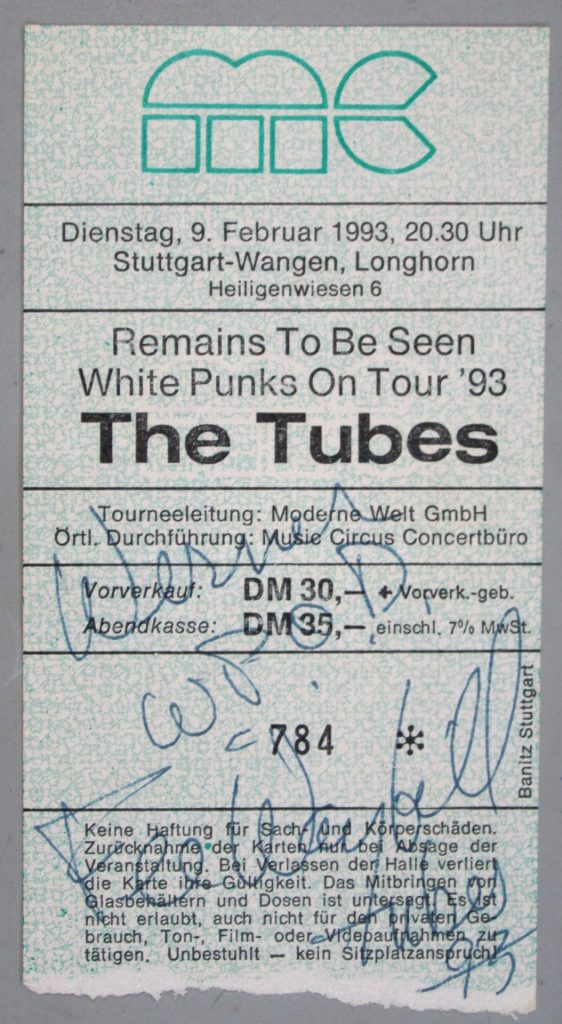 mc
Dienstag, 9. Februar 1993, 20.30 Uhr
Stuttgart-Wangen, Longhorn
Heiligenwiesen 6
Remains To Be Seen
White Punks On Tour '93
The Tubes
Tourneeleitung: Moderne Welt GmbH
Örtl. Durchführung: Music Circus Concertbüro
Werner
Vorverkauf: DM 30,— + Vorverk.-geb.
Abendkasse: DM 35,— einschl. 7% MwSt.
W.P.O.D.
784 *
Banitz Stuttgart
Keine Haftung für Sach- und Körperschäden.
Zurücknahme der Karten nur bei Absage der
Veranstaltung. Bei Verlassen der Halle verliert
die Karte ihre Gültigkeit. Das Mitbringen von
Glasbehältern und Dosen ist untersagt. Es ist
nicht erlaubt, auch nicht für den privaten Ge-
brauch, Ton-, Film- oder Videoaufnahmen zu
tätigen. Unbestuhlt — kein Sitzplatzanspruch!
Tubes
93